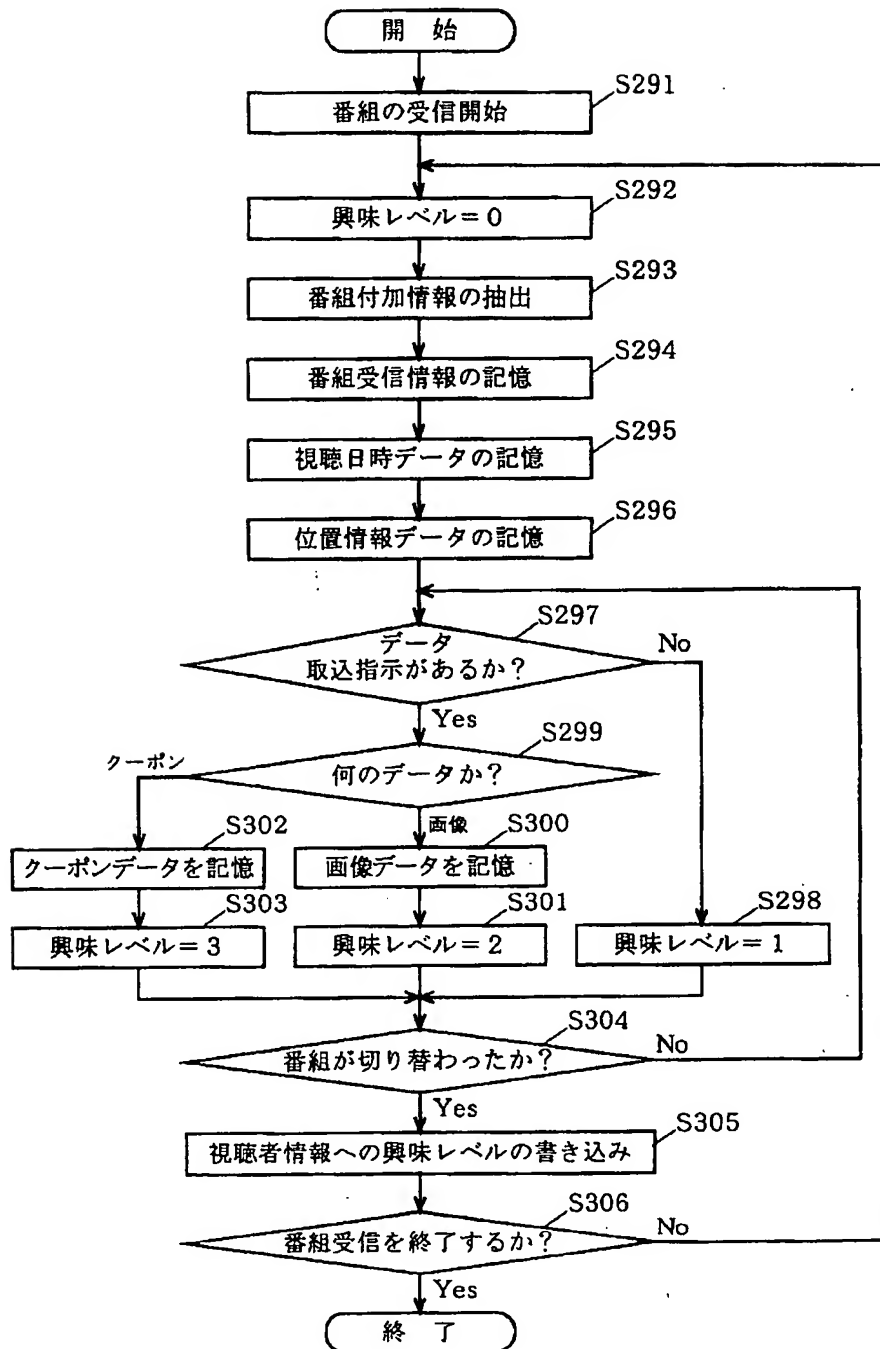 開 始
S291
番組の受信開始
S292
興味レベル=0
S293
番組付加情報の抽出
S294
番組受信情報の記憶
S295
視聴日時データの記憶
S296
位置情報データの記憶
S297
データ
取込指示があるか?
No
Yes
S299
クーポン
何のデータか?
画像
S302
S300
クーポンデータを記憶
画像データを記憶
S303
S301
S298
興味レベル=3
興味レベル=2
興味レベル=1
S304
番組が切り替わったか?
No
Yes
S305
視聴者情報への興味レベルの書き込み
S306
番組受信を終了するか?
No
Yes
終 了